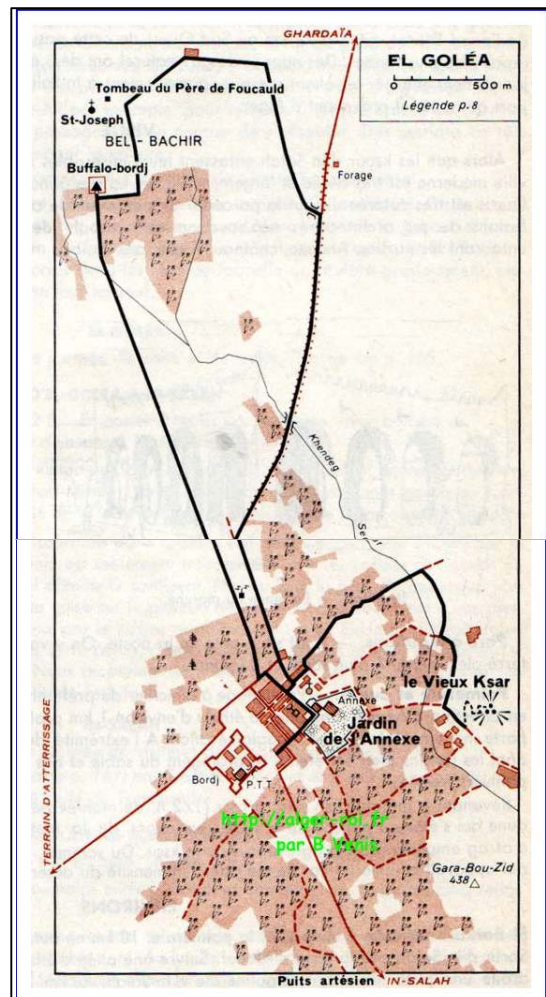 GHARDAÏA
EL GOLÉA
500 m
Légende p. 8
Tombeau du Père de Foucauld
St-Joseph
BEL - BACHIR
Buffalo-bordj
Forage
Khendeg
Annexe
le Vieux Ksar
Jardin
de l'Annexe
Bordj
P.T.T.
TERRAIN D'ATTERRISSAGE
http://alger-roi.fr
par B.Venis
Gara-Bou-Zid
438
Puits artésien
IN-SALAH